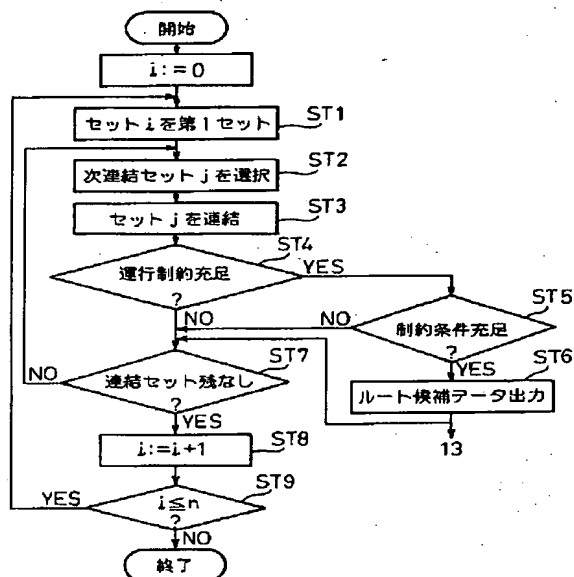 開始
i:=0
セットiを第1セット
ST1
次連結セットjを選択
ST2
セットjを連結
ST3
運行制約充足
?
ST4
YES
NO
制約条件充足
?
ST5
NO
YES
ルート候補データ出力
ST6
13
連結セット残なし
?
ST7
NO
YES
i:=i+1
ST8
i≦n
?
ST9
YES
NO
終了